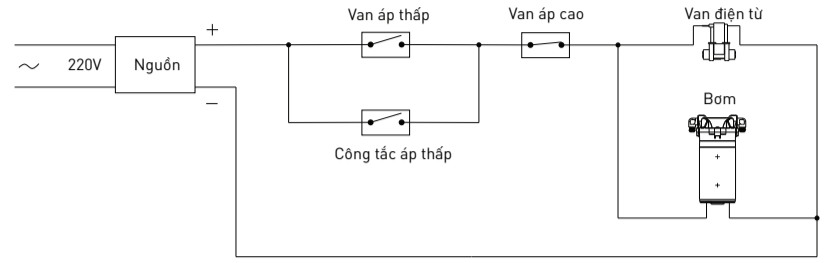 Van áp thấp
Van áp cao
Van điện từ
+
~ 220V
Nguồn
−
Bơm
Công tắc áp thấp